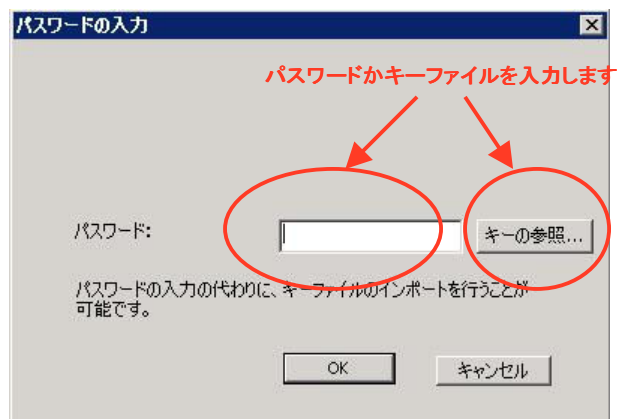 パスワードの入力
パスワードかキーファイルを入力します
パスワード:
キーの参照...
パスワードの入力の代わりに、キーファイルのインポートを行うことが
可能です。
OK
キャンセル